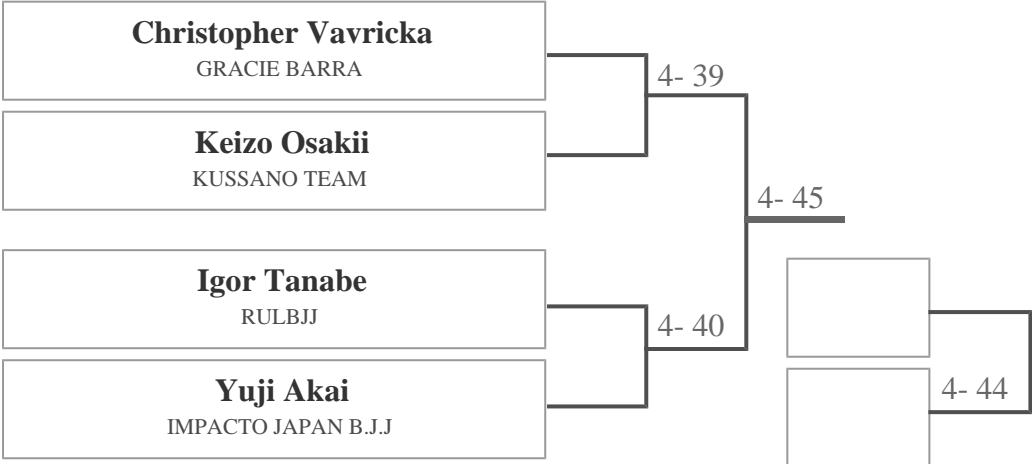 Christopher Vavricka
GRACIE BARRA
4- 39
Keizo Osakii
KUSSANO TEAM
4- 45
Igor Tanabe
RULBJJ
4- 40
Yuji Akai
IMPACTO JAPAN B.J.J
4- 44